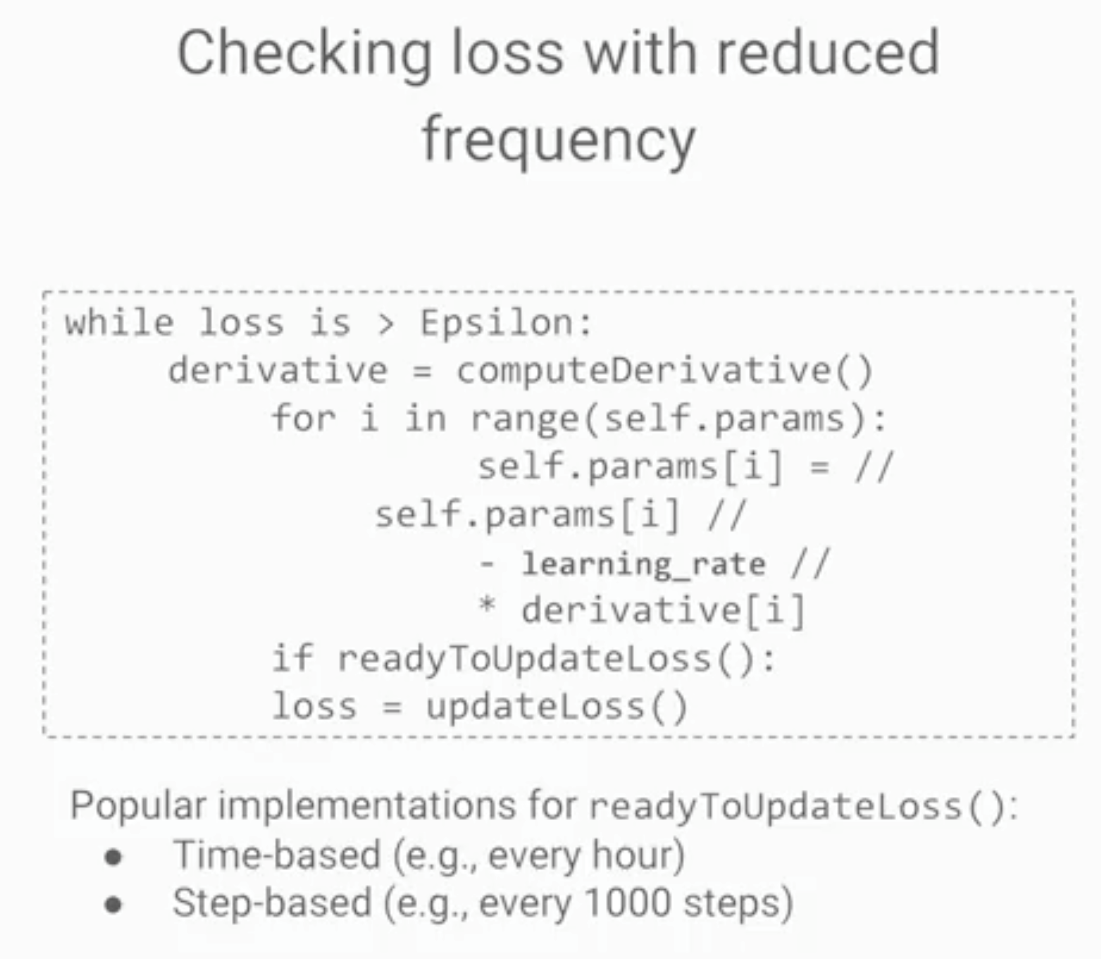 Checking loss with reduced
frequency
while loss is > Epsilon:
derivative = computeDerivative()
for i in range(self.params):
self.params[i] = //
self.params[i] //
- learning_rate //
* derivative[i]
if readyToUpdateLoss():
loss = updateLoss()
Popular implementations for readyToUpdateLoss():
● Time-based (e.g., every hour)
● Step-based (e.g., every 1000 steps)